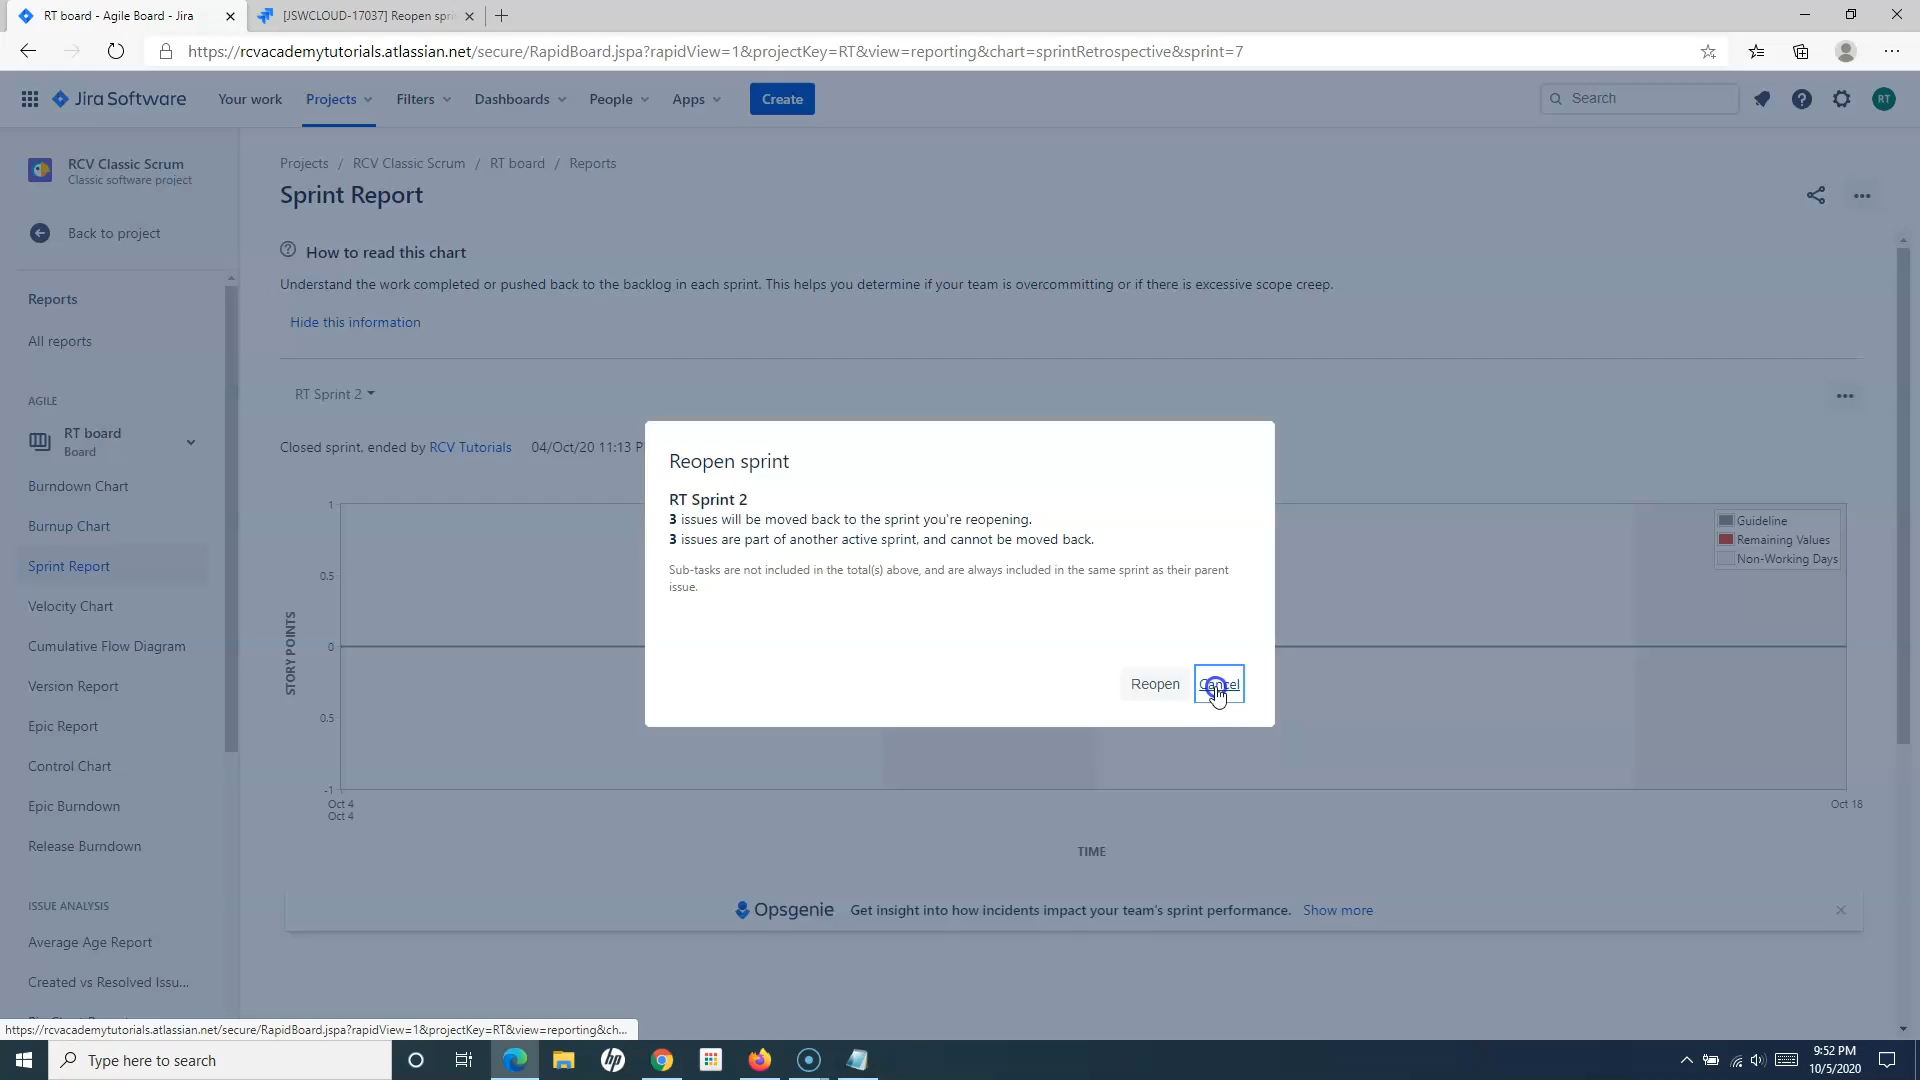 RT board - Agile Board - Jira
[JSWCLOUD-17037] Reopen spri
https://rcvacademytutorials.atlassian.net/secure/RapidBoard.jspa?rapidView=1&projectKey=RT&view=reporting&chart=sprintRetrospective&sprint=7
Jira Software
Your work
Projects
Filters
Dashboards
People
Apps
Create
Search
RT
RCV Classic Scrum
Classic software project
Back to project
Reports
All reports
AGILE
RT board
Board
Burndown Chart
Burnup Chart
Sprint Report
Velocity Chart
Cumulative Flow Diagram
Version Report
Epic Report
Control Chart
Epic Burndown
Release Burndown
ISSUE ANALYSIS
Average Age Report
Created vs Resolved Issu...
Projects / RCV Classic Scrum / RT board / Reports
Sprint Report
How to read this chart
Understand the work completed or pushed back to the backlog in each sprint. This helps you determine if your team is overcommitting or if there is excessive scope creep.
Hide this information
RT Sprint 2
Closed sprint, ended by RCV Tutorials 04/Oct/20 11:13 P
Reopen sprint
RT Sprint 2
3 issues will be moved back to the sprint you're reopening.
3 issues are part of another active sprint, and cannot be moved back.
Sub-tasks are not included in the total(s) above, and are always included in the same sprint as their parent
issue.
Reopen
Cancel
Guideline
Remaining Values
Non-Working Days
STORY POINTS
1
0.5
0
0.5
-1
Oct 4
Oct 4
Oct 18
TIME
Opsgenie
Get insight into how incidents impact your team's sprint performance. Show more
https://rcvacademytutorials.atlassian.net/secure/RapidBoard.jspa?rapidView=1&projectKey=RT&view=reporting&ch...
Type here to search
hp
9:52 PM
10/5/2020